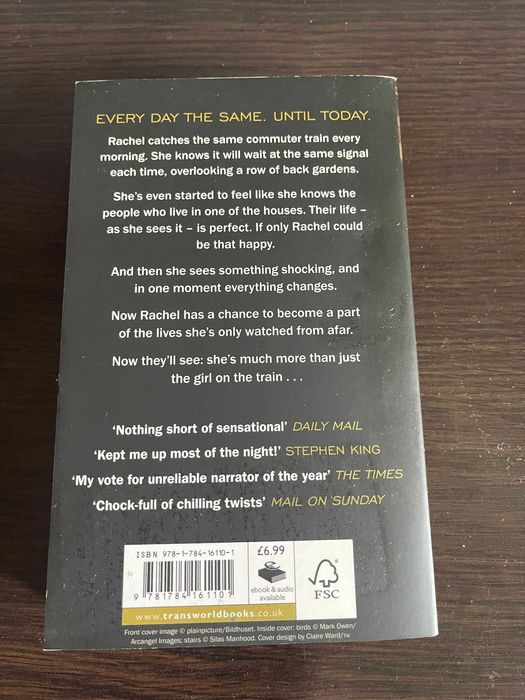 EVERY DAY THE SAME. UNTIL TODAY.
Rachel catches the same commuter train every
morning. She knows it will wait at the same signal
each time, overlooking a row of back gardens.
She's even started to feel like she knows the
people who live in one of the houses. Their life –
as she sees it – is perfect. If only Rachel could
be that happy.
And then she sees something shocking, and
in one moment everything changes.
Now Rachel has a chance to become a part
of the lives she's only watched from afar.
Now they'll see: she's much more than just
the girl on the train . . .
'Nothing short of sensational' DAILY MAIL
'Kept me up most of the night!' STEPHEN KING
'My vote for unreliable narrator of the year' THE TIMES
'Chock-full of chilling twists' MAIL ON SUNDAY
ISBN 978-1-784-16110-1
9 781784 161101
£6.99
ebook & audio
available
FSC
www.transworldbooks.co.uk
Front cover image © plainpicture/Bildhuset. Inside cover: birds © Mark Owen/
Arcangel Images; stairs © Silas Manhood. Cover design by Claire Ward/TW